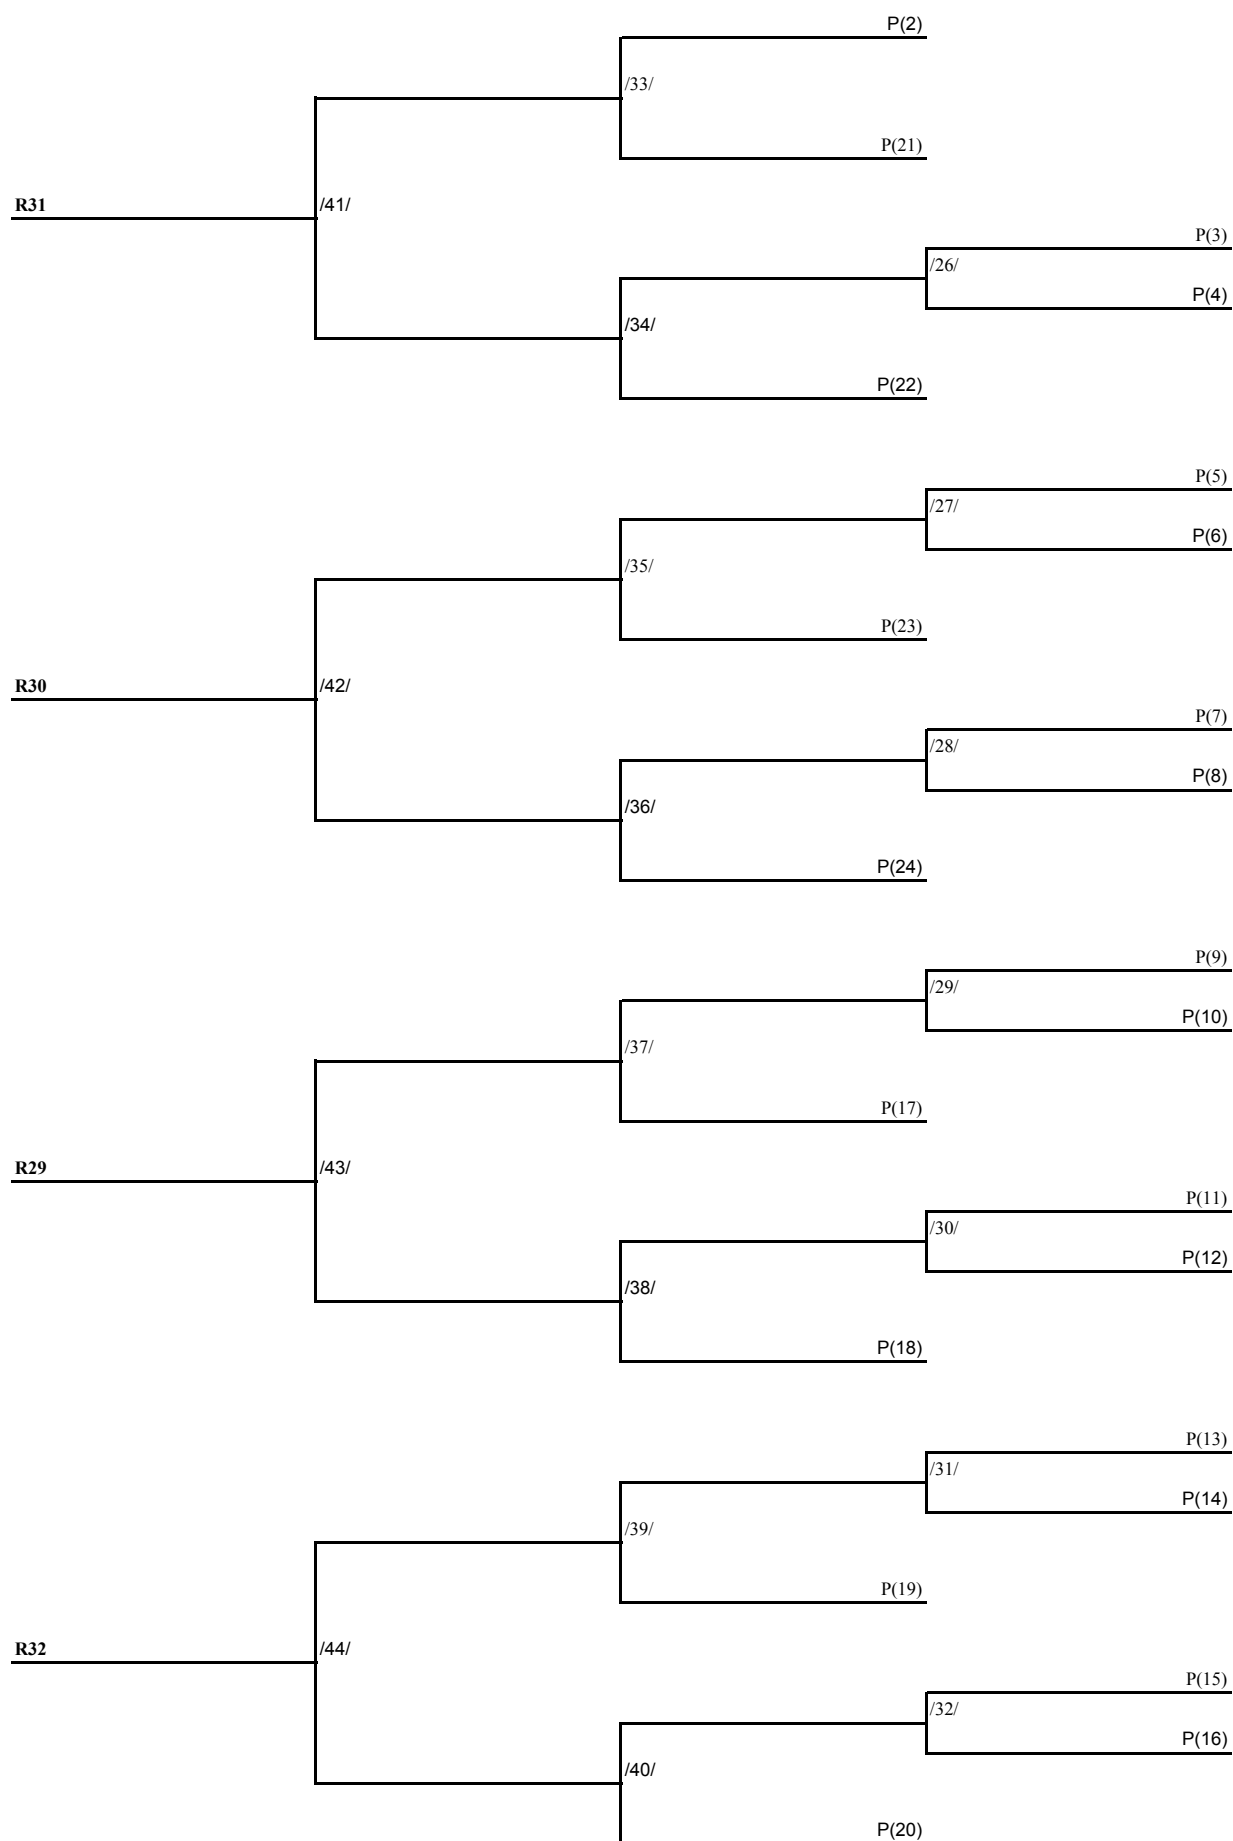 P(2)
/33/
P(21)
R31
/41/
P(3)
/26/
P(4)
/34/
P(22)
P(5)
/27/
P(6)
/35/
P(23)
R30
/42/
P(7)
/28/
P(8)
/36/
P(24)
P(9)
/29/
P(10)
/37/
P(17)
R29
/43/
P(11)
/30/
P(12)
/38/
P(18)
P(13)
/31/
P(14)
/39/
P(19)
R32
/44/
P(15)
/32/
P(16)
/40/
P(20)